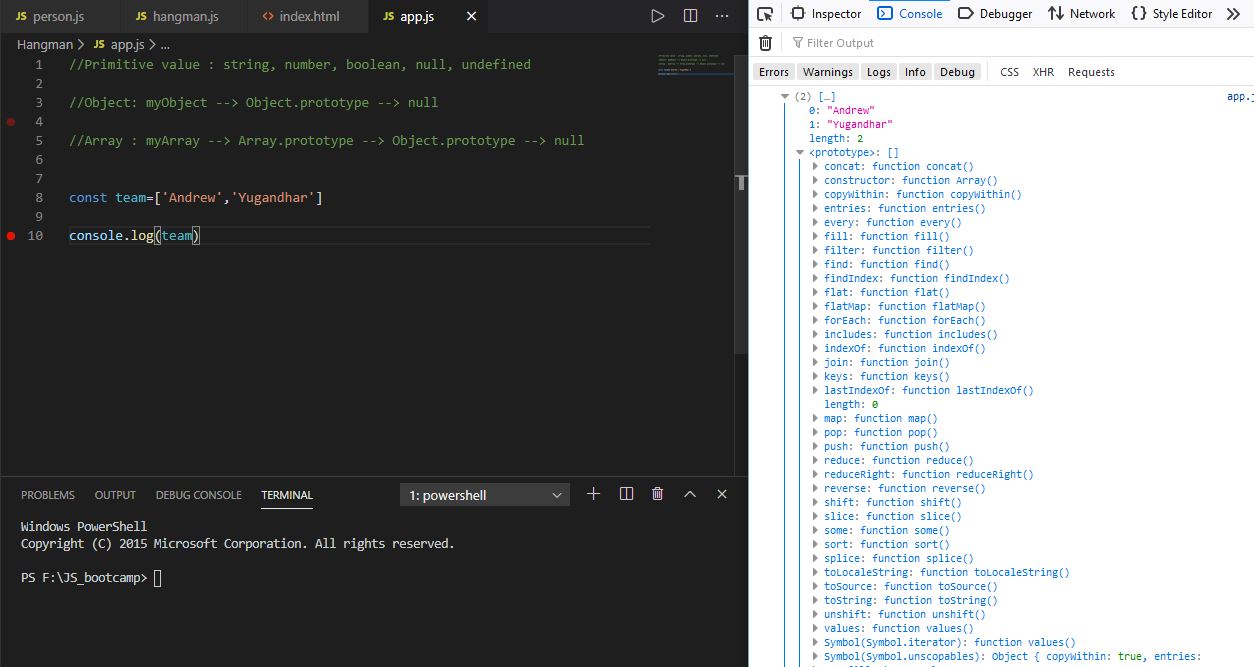 JS person.js JS hangman.js <> index.html JS app.js
Hangman > JS app.js > ...
1 //Primitive value : string, number, boolean, null, undefined
2
3 //Object: myObject --> Object.prototype --> null
4
5 //Array : myArray --> Array.prototype --> Object.prototype --> null
6
7
8 const team=['Andrew','Yugandhar']
9
10 console.log(team)
PROBLEMS OUTPUT DEBUG CONSOLE TERMINAL 1: powershell
Windows PowerShell
Copyright (C) 2015 Microsoft Corporation. All rights reserved.
PS F:\JS_bootcamp>
Inspector Console Debugger Network {} Style Editor
Filter Output
Errors Warnings Logs Info Debug CSS XHR Requests
(2) […] app.j
0: "Andrew"
1: "Yugandhar"
length: 2
<prototype>: []
concat: function concat()
constructor: function Array()
copyWithin: function copyWithin()
entries: function entries()
every: function every()
fill: function fill()
filter: function filter()
find: function find()
findIndex: function findIndex()
flat: function flat()
flatMap: function flatMap()
forEach: function forEach()
includes: function includes()
indexOf: function indexOf()
join: function join()
keys: function keys()
lastIndexOf: function lastIndexOf()
length: 0
map: function map()
pop: function pop()
push: function push()
reduce: function reduce()
reduceRight: function reduceRight()
reverse: function reverse()
shift: function shift()
slice: function slice()
some: function some()
sort: function sort()
splice: function splice()
toLocaleString: function toLocaleString()
toSource: function toSource()
toString: function toString()
unshift: function unshift()
values: function values()
Symbol(Symbol.iterator): function values()
Symbol(Symbol.unscopables): Object { copyWithin: true, entries: